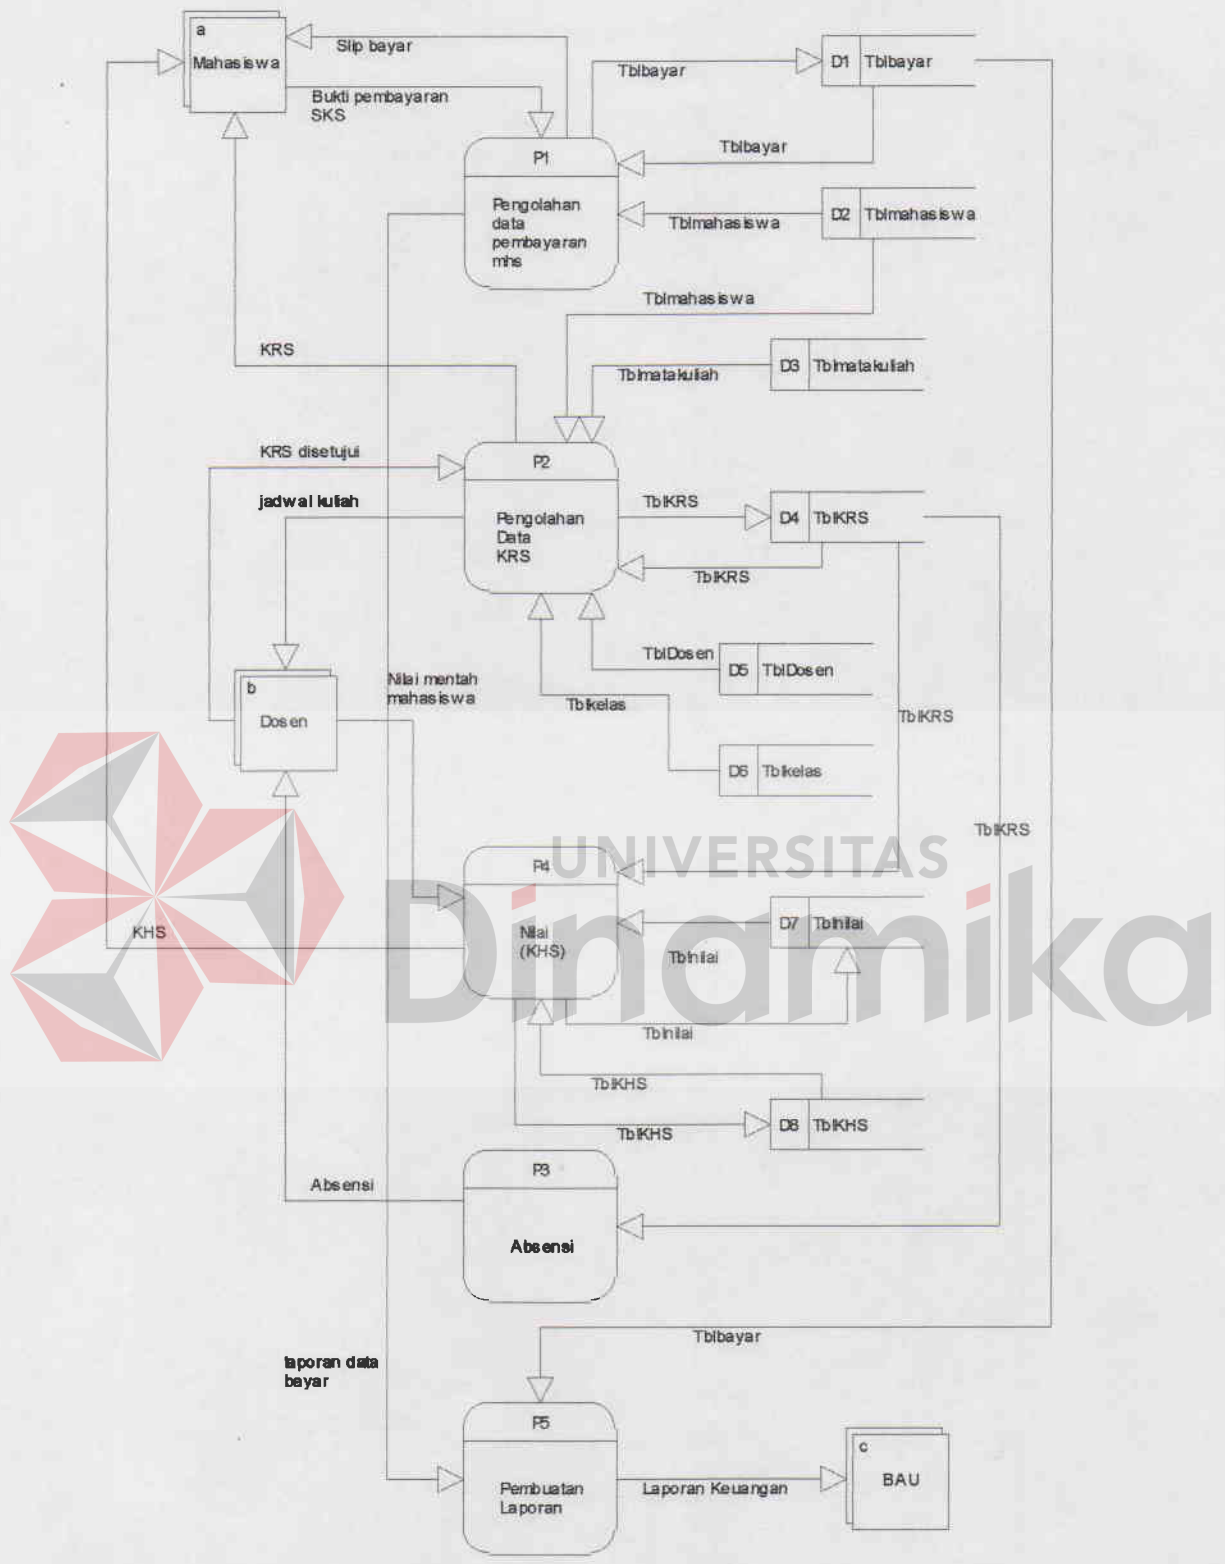 a
Mahasiswa
Slip bayar
Bukti pembayaran
SKS
Tblbayar
D1 Tblbayar
P1
Tblbayar
Pengolahan
data
pembayaran
mhs
Tblmahasiswa
D2 Tblmahasiswa
Tblmahasiswa
KRS
Tblmatakuliah
D3 Tblmatakuliah
KRS disetujui
P2
jadwal kuliah
Pengolahan
Data
KRS
TblKRS
D4 TblKRS
TblKRS
TblDosen
D5 TblDosen
b
Dosen
Nilai mentah
mahasiswa
Tblkelas
TblKRS
D6 Tblkelas
TblKRS
UNIVERSITAS
Dinamika
P4
Nilai
(KHS)
KHS
D7 Tblnilai
Tblnilai
Tblnilai
TblKHS
TblKHS
D8 TblKHS
P3
Absensi
Absensi
Tblbayar
laporan data
bayar
P5
Pembuatan
Laporan
Laporan Keuangan
c
BAU